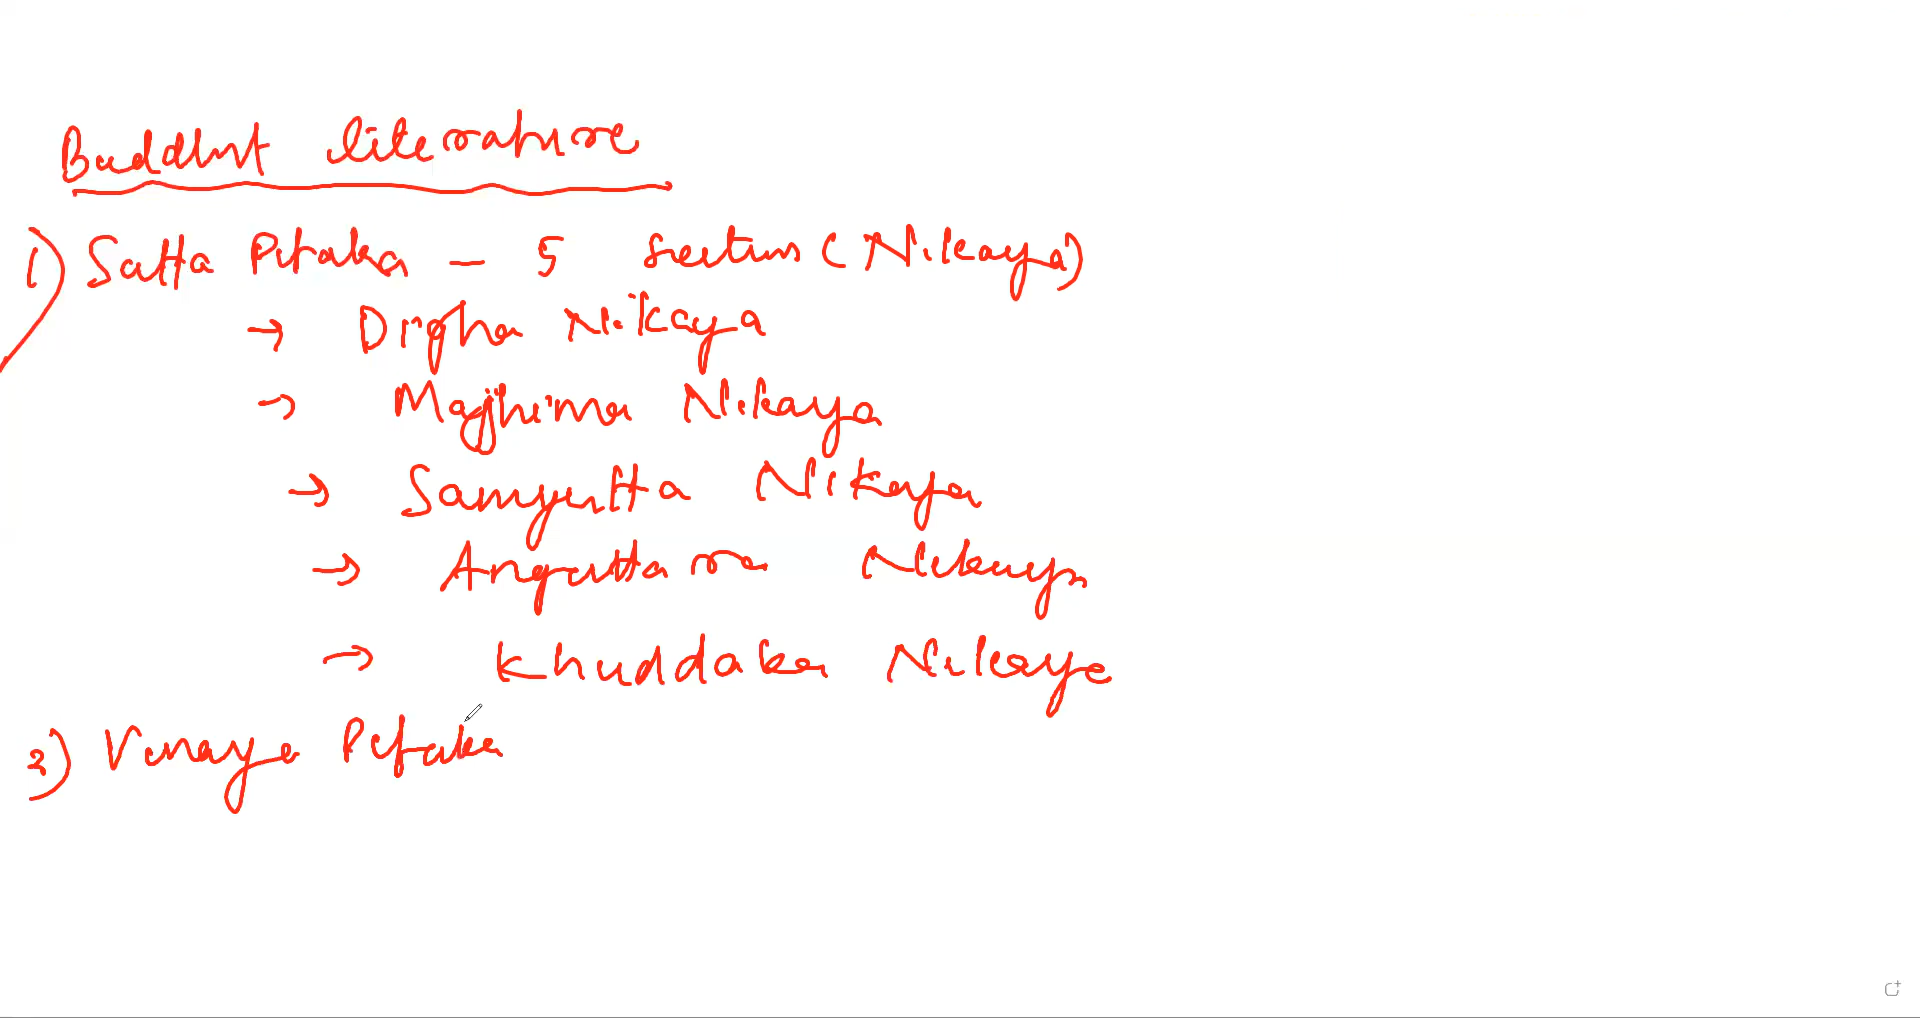 Buddhist literature
1) Sutta Pitaka - 5 sections (Nikaya)
→ Digha Nikaya
→ Majjhima Nikaya
→ Samyutta Nikaya
→ Anguttara Nikaya
→ Khuddaka Nikaya
2) Vinaya Pitaka